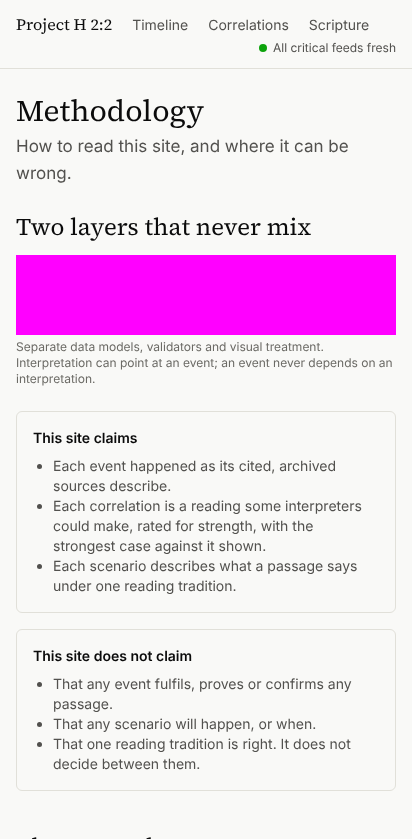 Project H 2:2 Timeline Correlations Scripture
All critical feeds fresh
Methodology
How to read this site, and where it can be
wrong.
Two layers that never mix
Separate data models, validators and visual treatment.
Interpretation can point at an event; an event never depends on an
interpretation.
This site claims
Each event happened as its cited, archived
sources describe.
Each correlation is a reading some interpreters
could make, rated for strength, with the
strongest case against it shown.
Each scenario describes what a passage says
under one reading tradition.
This site does not claim
That any event fulfils, proves or confirms any
passage.
That any scenario will happen, or when.
That one reading tradition is right. It does not
decide between them.